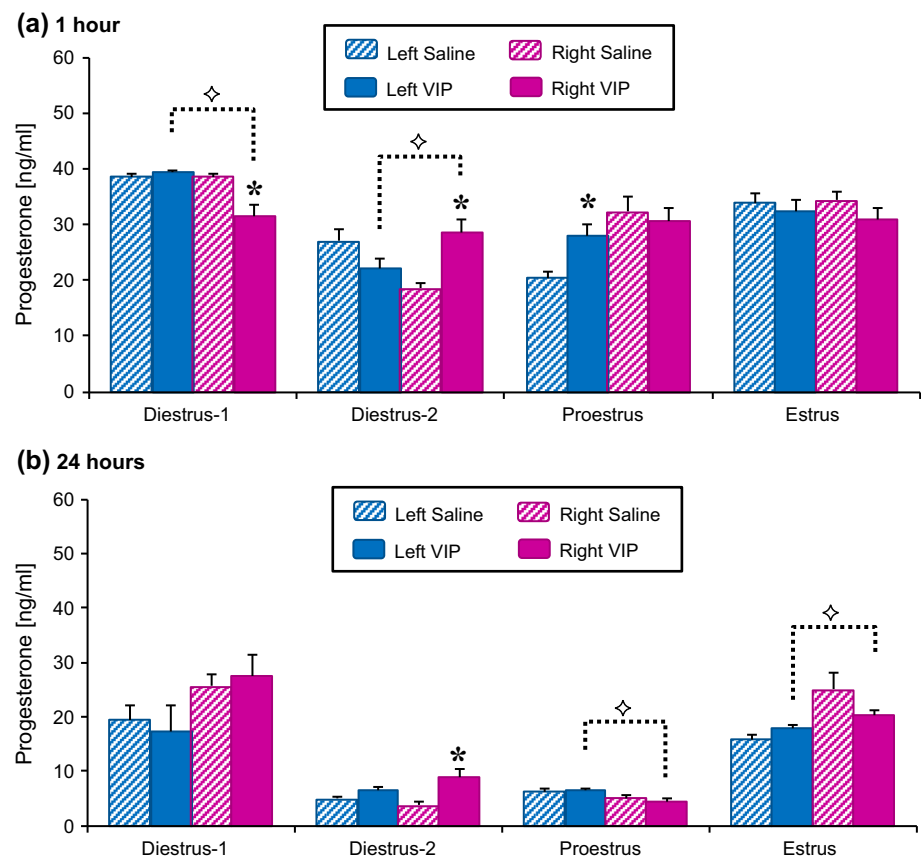 (a) 1 hour
Left Saline Right Saline
Left VIP Right VIP
Progesterone [ng/ml]
60
50
40
30
20
10
0
*
*
*
Diestrus-1 Diestrus-2 Proestrus Estrus
(b) 24 hours
Left Saline Right Saline
Left VIP Right VIP
Progesterone [ng/ml]
60
50
40
30
20
10
0
*
Diestrus-1 Diestrus-2 Proestrus Estrus